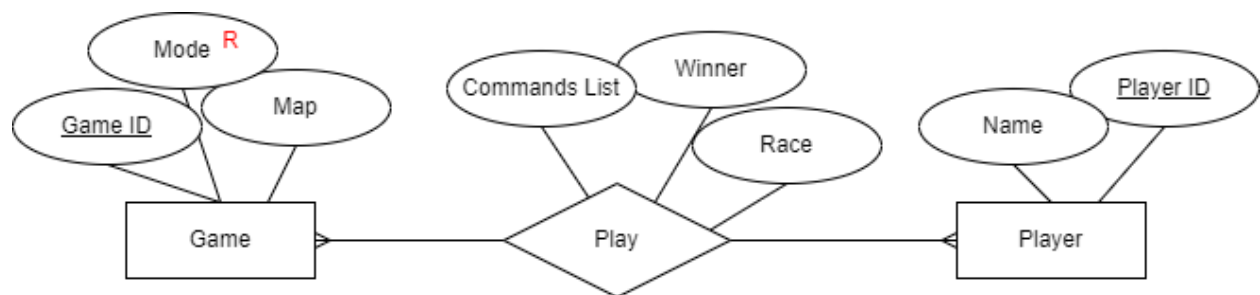 Mode R
Game ID
Map
Commands List
Winner
Race
Name
Player ID
Game
Play
Player